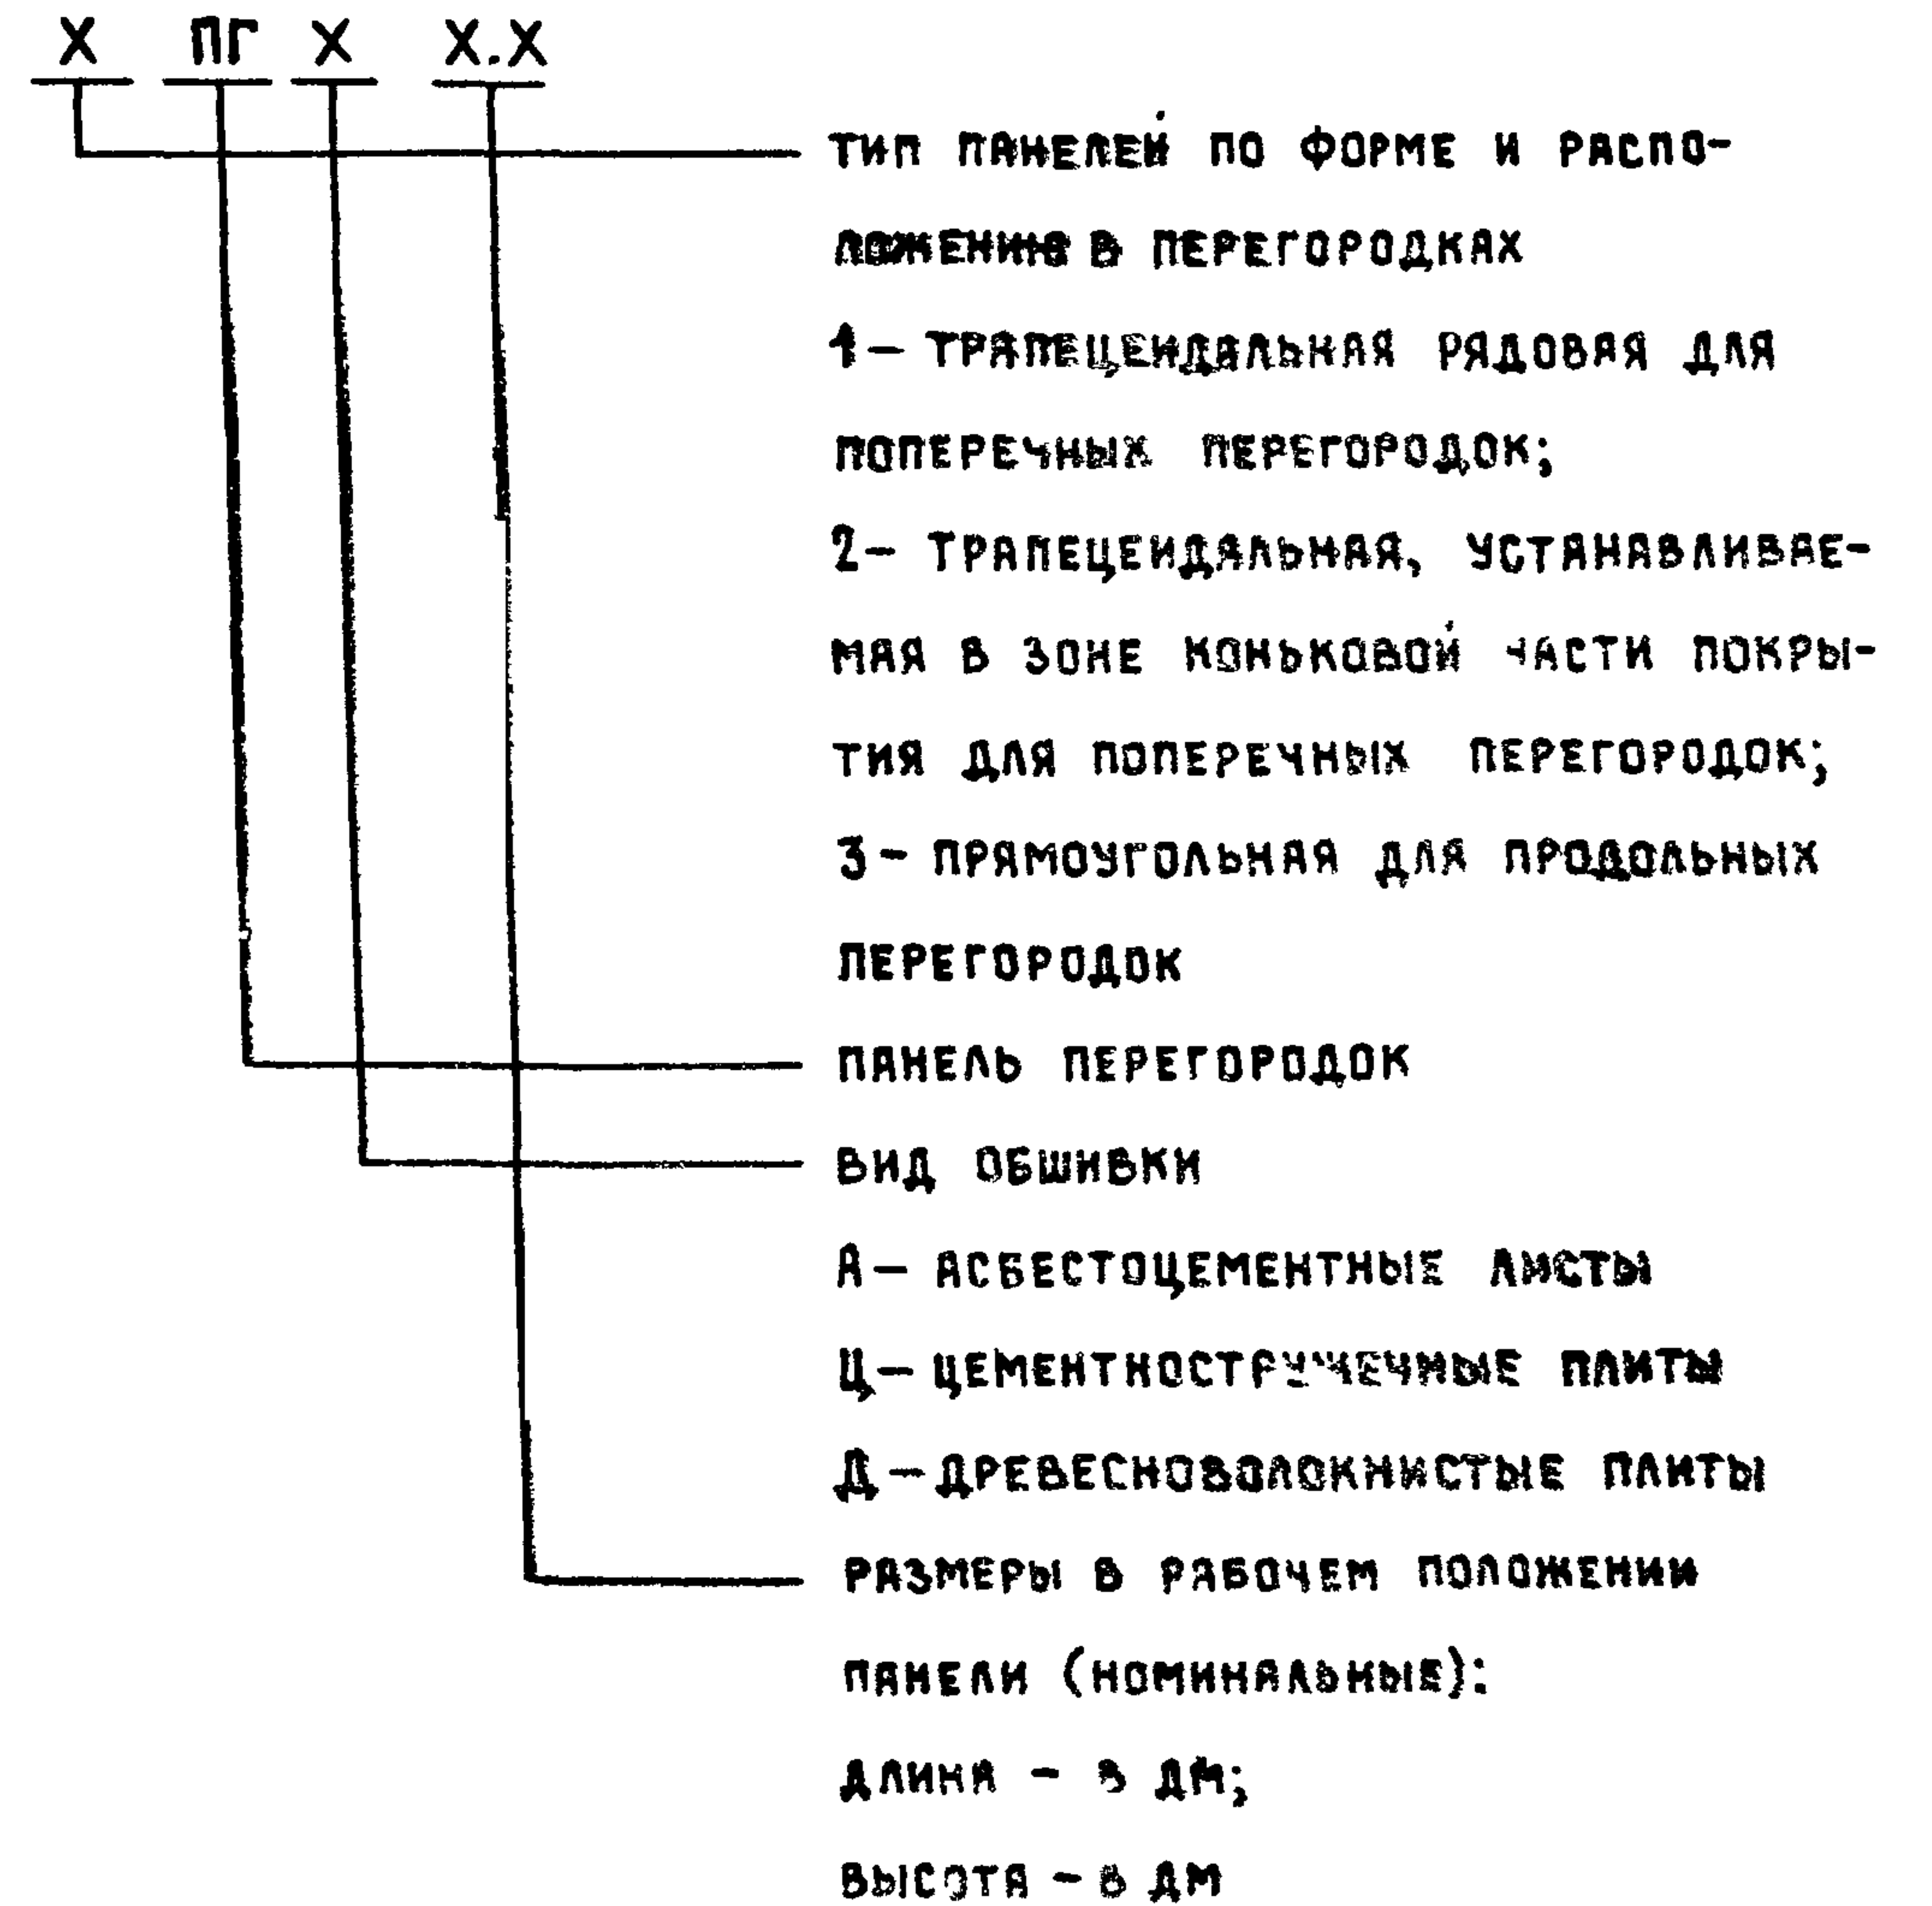 Х ПГ Х Х.Х
ТИП ПАНЕЛЕЙ ПО ФОРМЕ И РАСПО-
ЛОЖЕНИЮ В ПЕРЕГОРОДКАХ
1 – ТРАПЕЦЕИДАЛЬНАЯ РЯДОВАЯ ДЛЯ
ПОПЕРЕЧНЫХ ПЕРЕГОРОДОК;
2 – ТРАПЕЦЕИДАЛЬНАЯ, УСТАНАВЛИВАЕ-
МАЯ В ЗОНЕ КОНЬКОВОЙ ЧАСТИ ПОКРЫ-
ТИЯ ДЛЯ ПОПЕРЕЧНЫХ ПЕРЕГОРОДОК;
3 – ПРЯМОУГОЛЬНАЯ ДЛЯ ПРОДОЛЬНЫХ
ПЕРЕГОРОДОК
ПАНЕЛЬ ПЕРЕГОРОДОК
ВИД ОБШИВКИ
А – АСБЕСТОЦЕМЕНТНЫЕ ЛИСТЫ
Ц – ЦЕМЕНТНОСТРУЖЕЧНЫЕ ПЛИТЫ
Д – ДРЕВЕСНОВОЛОКНИСТЫЕ ПЛИТЫ
РАЗМЕРЫ В РАБОЧЕМ ПОЛОЖЕНИИ
ПАНЕЛИ (НОМИНАЛЬНЫЕ):
ДЛИНА – В ДМ;
ВЫСОТА – В ДМ